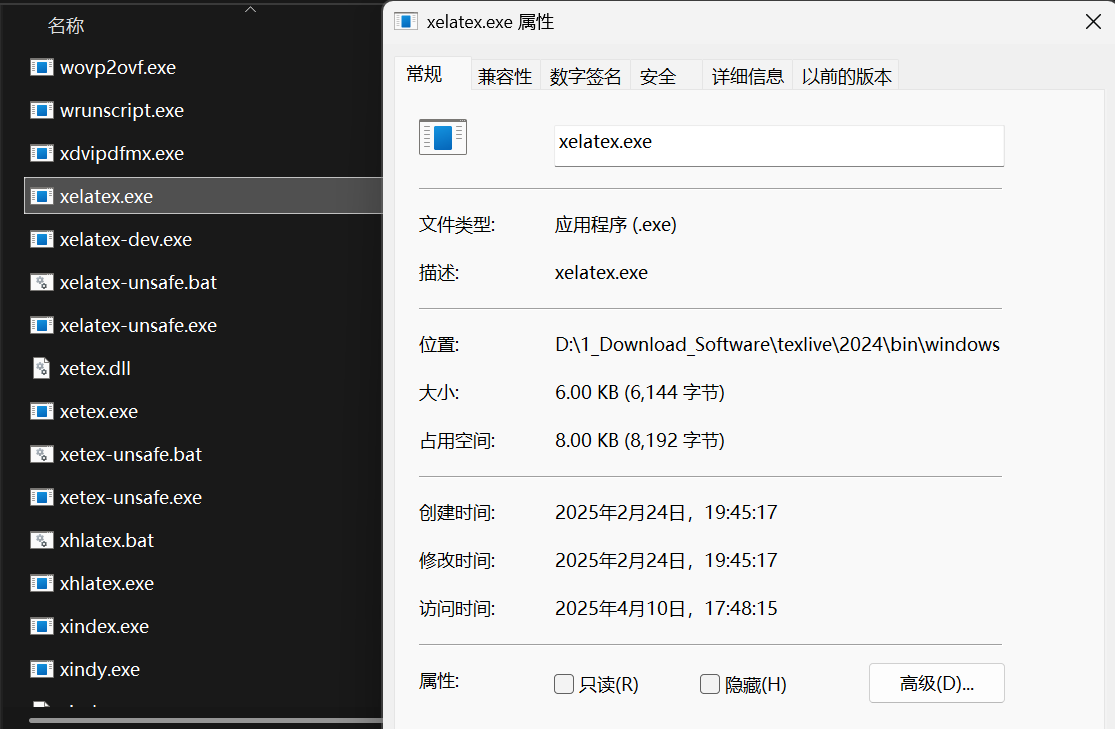 名称
wovp2ovf.exe
wrunscript.exe
xdvipdfmx.exe
xelatex.exe
xelatex-dev.exe
xelatex-unsafe.bat
xelatex-unsafe.exe
xetex.dll
xetex.exe
xetex-unsafe.bat
xetex-unsafe.exe
xhlatex.bat
xhlatex.exe
xindex.exe
xindy.exe
xelatex.exe 属性
常规 兼容性 数字签名 安全 详细信息 以前的版本
xelatex.exe
文件类型: 应用程序 (.exe)
描述: xelatex.exe
位置: D:\1_Download_Software\texlive\2024\bin\windows
大小: 6.00 KB (6,144 字节)
占用空间: 8.00 KB (8,192 字节)
创建时间: 2025年2月24日，19:45:17
修改时间: 2025年2月24日，19:45:17
访问时间: 2025年4月10日，17:48:15
属性: 只读(R) 隐藏(H) 高级(D)...